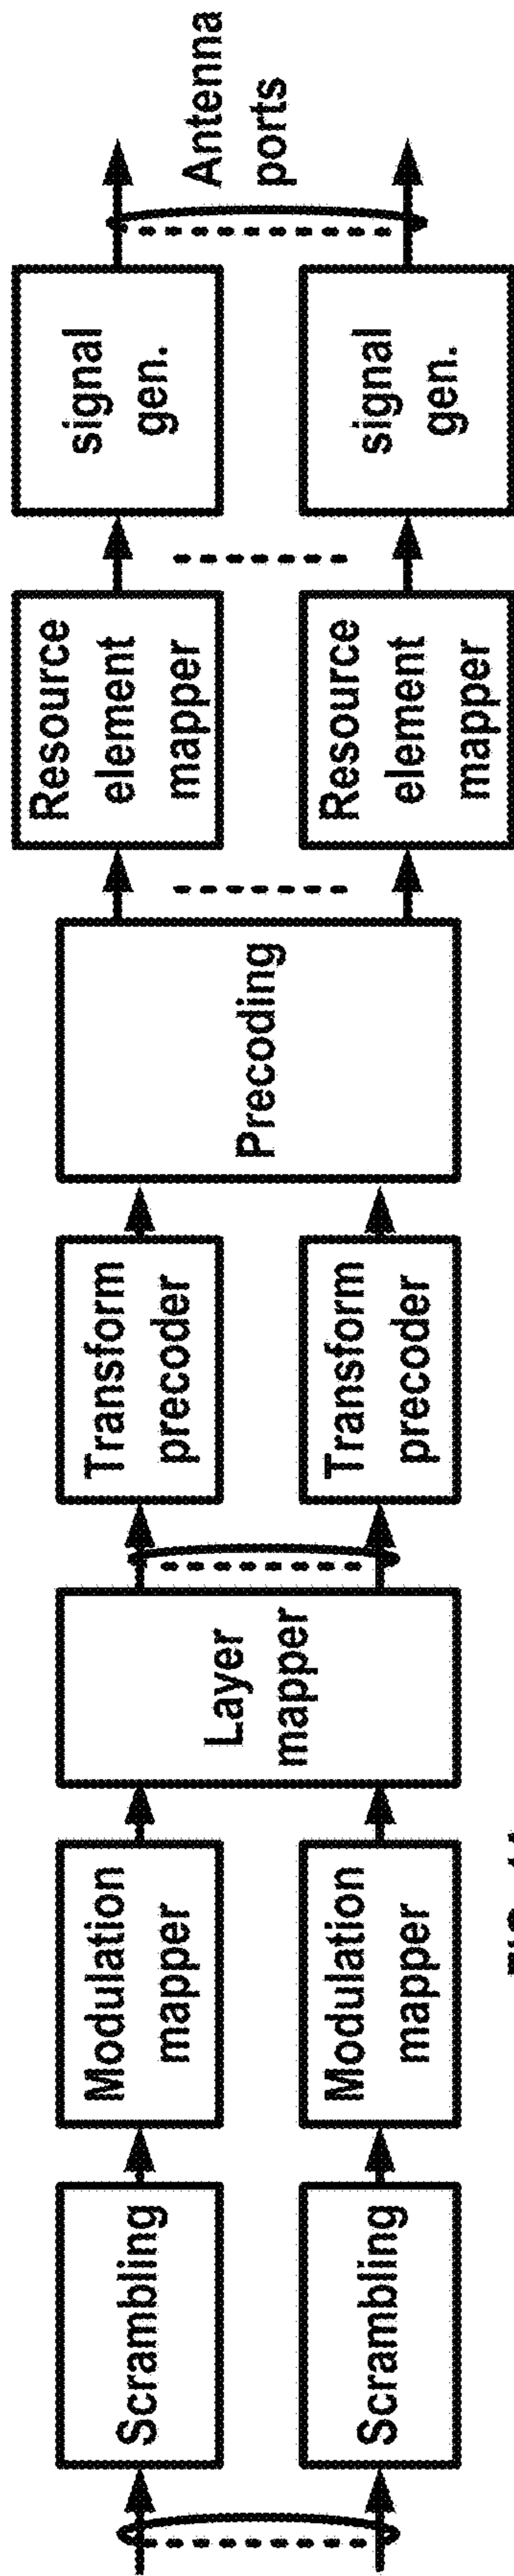 Scrambling
Scrambling
Modulation
mapper
Modulation
mapper
Layer
mapper
Transform
precoder
Transform
precoder
Precoding
Resource
element
mapper
Resource
element
mapper
signal
gen.
signal
gen.
Antenna
ports